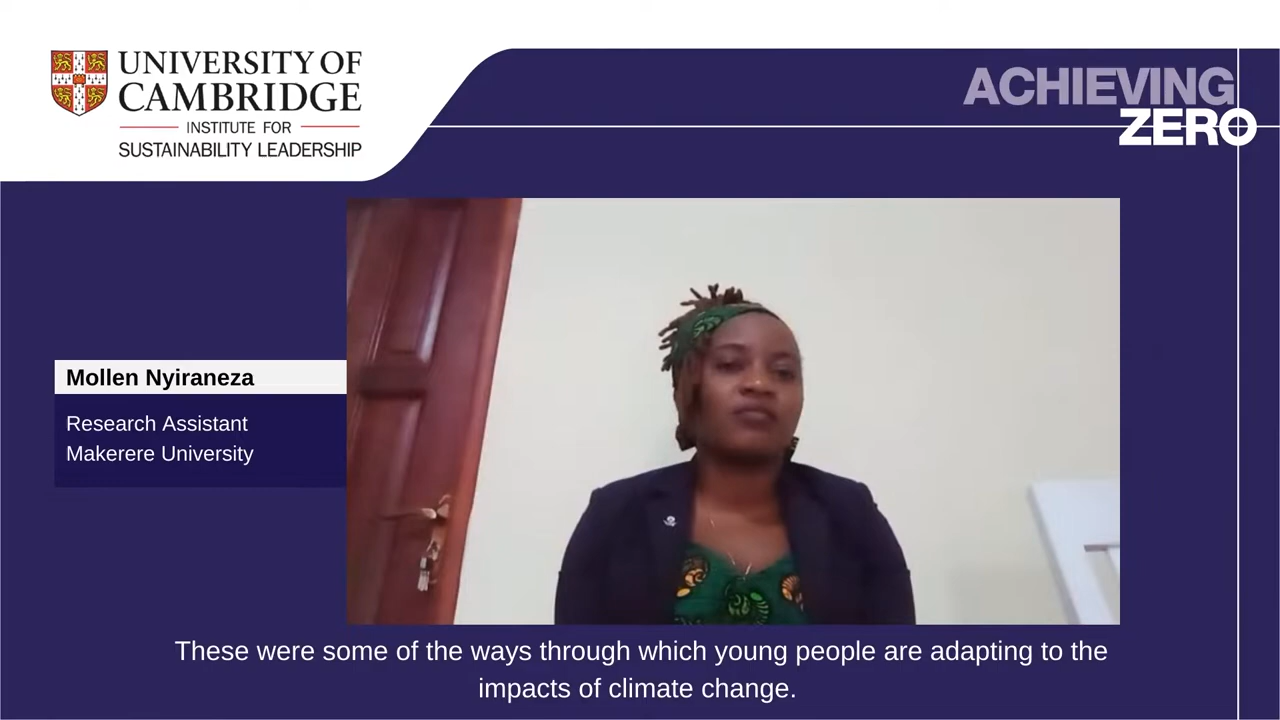 UNIVERSITY OF
CAMBRIDGE
INSTITUTE FOR
SUSTAINABILITY LEADERSHIP
ACHIEVING
ZERO
Mollen Nyiraneza
Research Assistant
Makerere University
These were some of the ways through which young people are adapting to the
impacts of climate change.